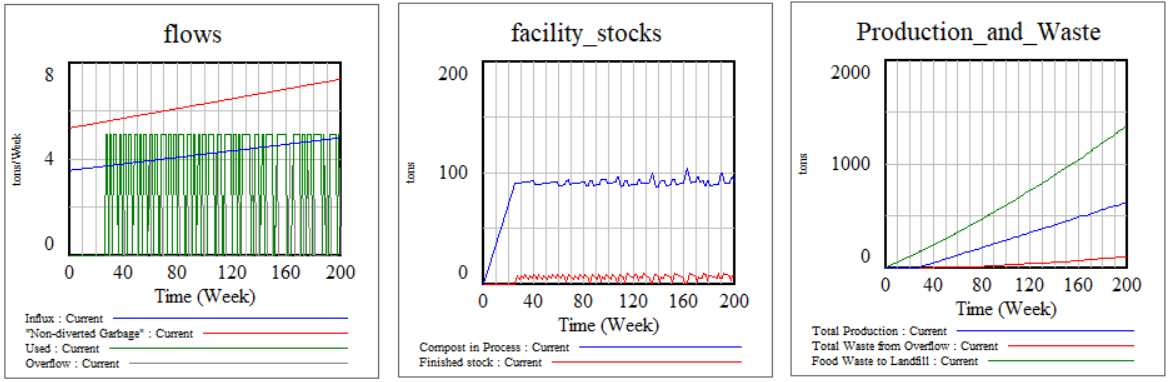 flows
8
4
0
tons/Week
0 40 80 120 160 200
Time (Week)
Influx : Current
"Non-diverted Garbage" : Current
Used : Current
Overflow : Current
facility_stocks
200
100
0
tons
0 40 80 120 160 200
Time (Week)
Compost in Process : Current
Finished stock : Current
Production_and_Waste
2000
1000
0
tons
0 40 80 120 160 200
Time (Week)
Total Production : Current
Total Waste from Overflow : Current
Food Waste to Landfill : Current